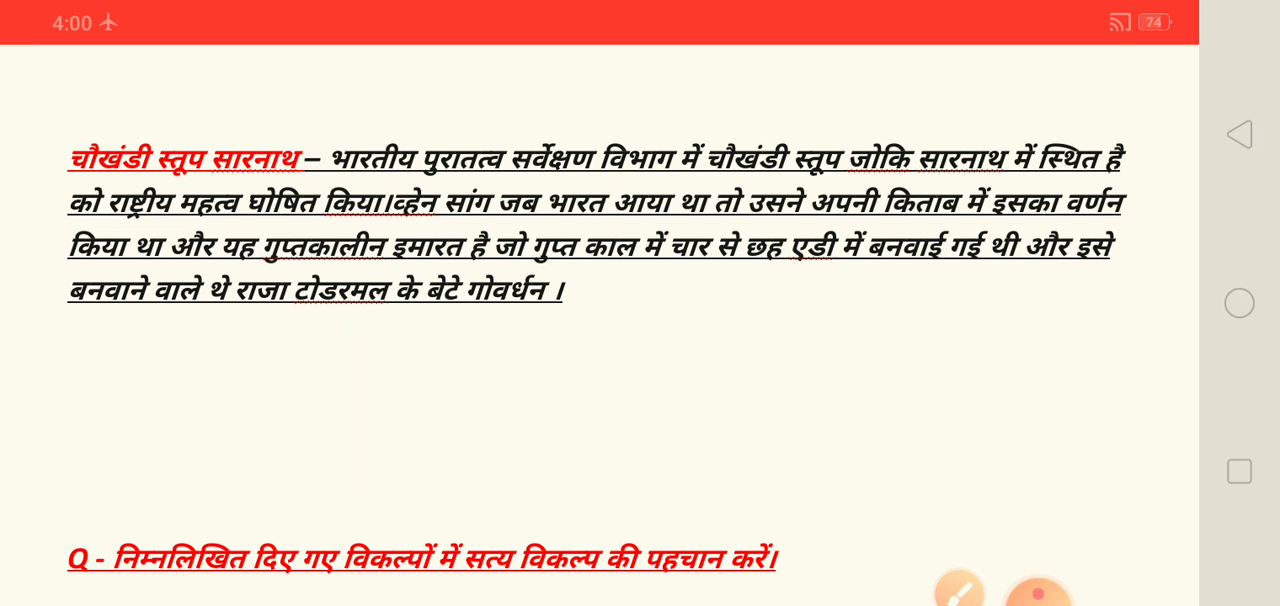 4:00
74
चौखंडी स्तूप सारनाथ – भारतीय पुरातत्व सर्वेक्षण विभाग में चौखंडी स्तूप जोकि सारनाथ में स्थित है
को राष्ट्रीय महत्व घोषित किया।व्हेन सांग जब भारत आया था तो उसने अपनी किताब में इसका वर्णन
किया था और यह गुप्तकालीन इमारत है जो गुप्त काल में चार से छह एडी में बनवाई गई थी और इसे
बनवाने वाले थे राजा टोडरमल के बेटे गोवर्धन ।
Q - निम्नलिखित दिए गए विकल्पों में सत्य विकल्प की पहचान करें।